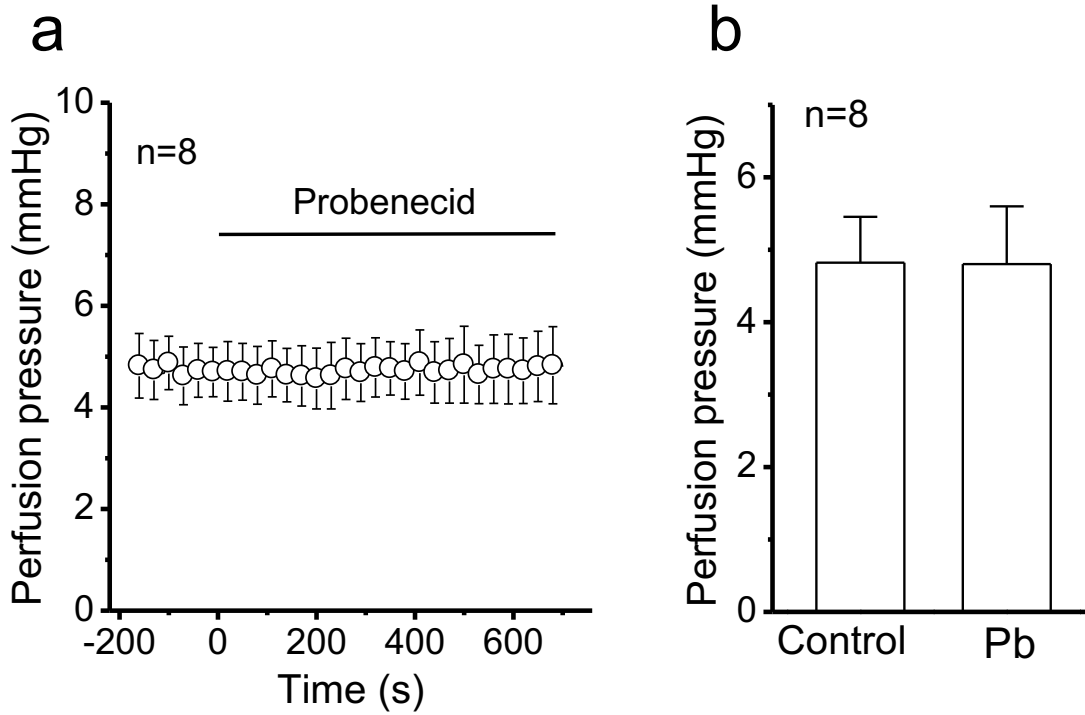 a
Perfusion pressure (mmHg)
10
8
6
4
2
0
n=8
Probenecid
-200
0
200
400
600
Time (s)
b
Perfusion pressure (mmHg)
6
4
2
0
n=8
Control
Pb